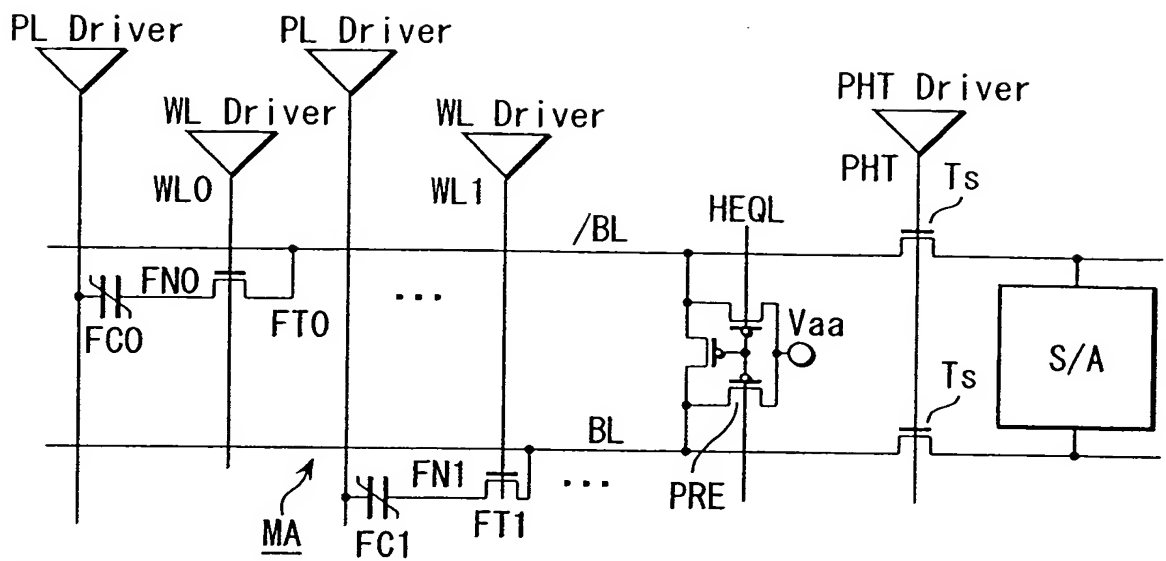 PL Driver
PL Driver
WL Driver
WL Driver
PHT Driver
WL0
WL1
PHT
Ts
HEQL
/BL
FN0
...
FT0
FC0
Vaa
S/A
Ts
BL
FN1
...
PRE
FT1
MA
FC1